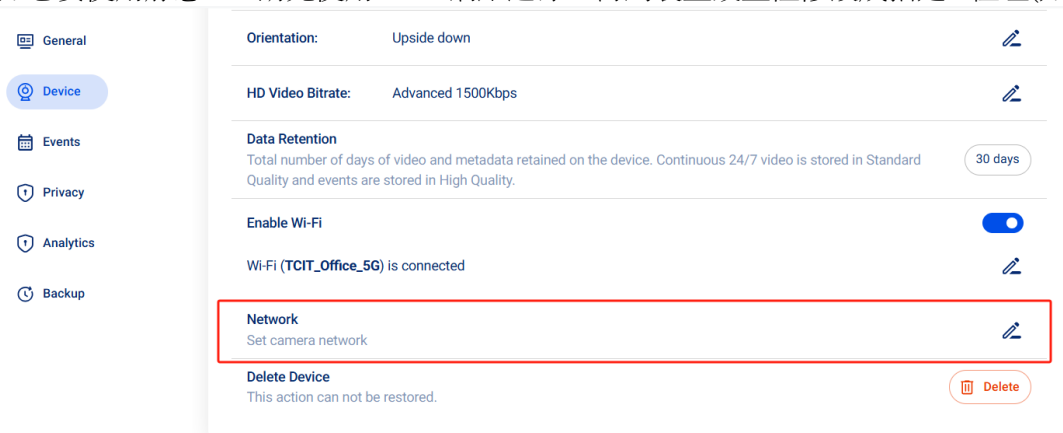 General
Device
Events
Privacy
Analytics
Backup
Orientation: Upside down
HD Video Bitrate: Advanced 1500Kbps
Data Retention
Total number of days of video and metadata retained on the device. Continuous 24/7 video is stored in Standard
Quality and events are stored in High Quality.
30 days
Enable Wi-Fi
Wi-Fi (TCIT_Office_5G) is connected
Network
Set camera network
Delete Device
This action can not be restored.
Delete